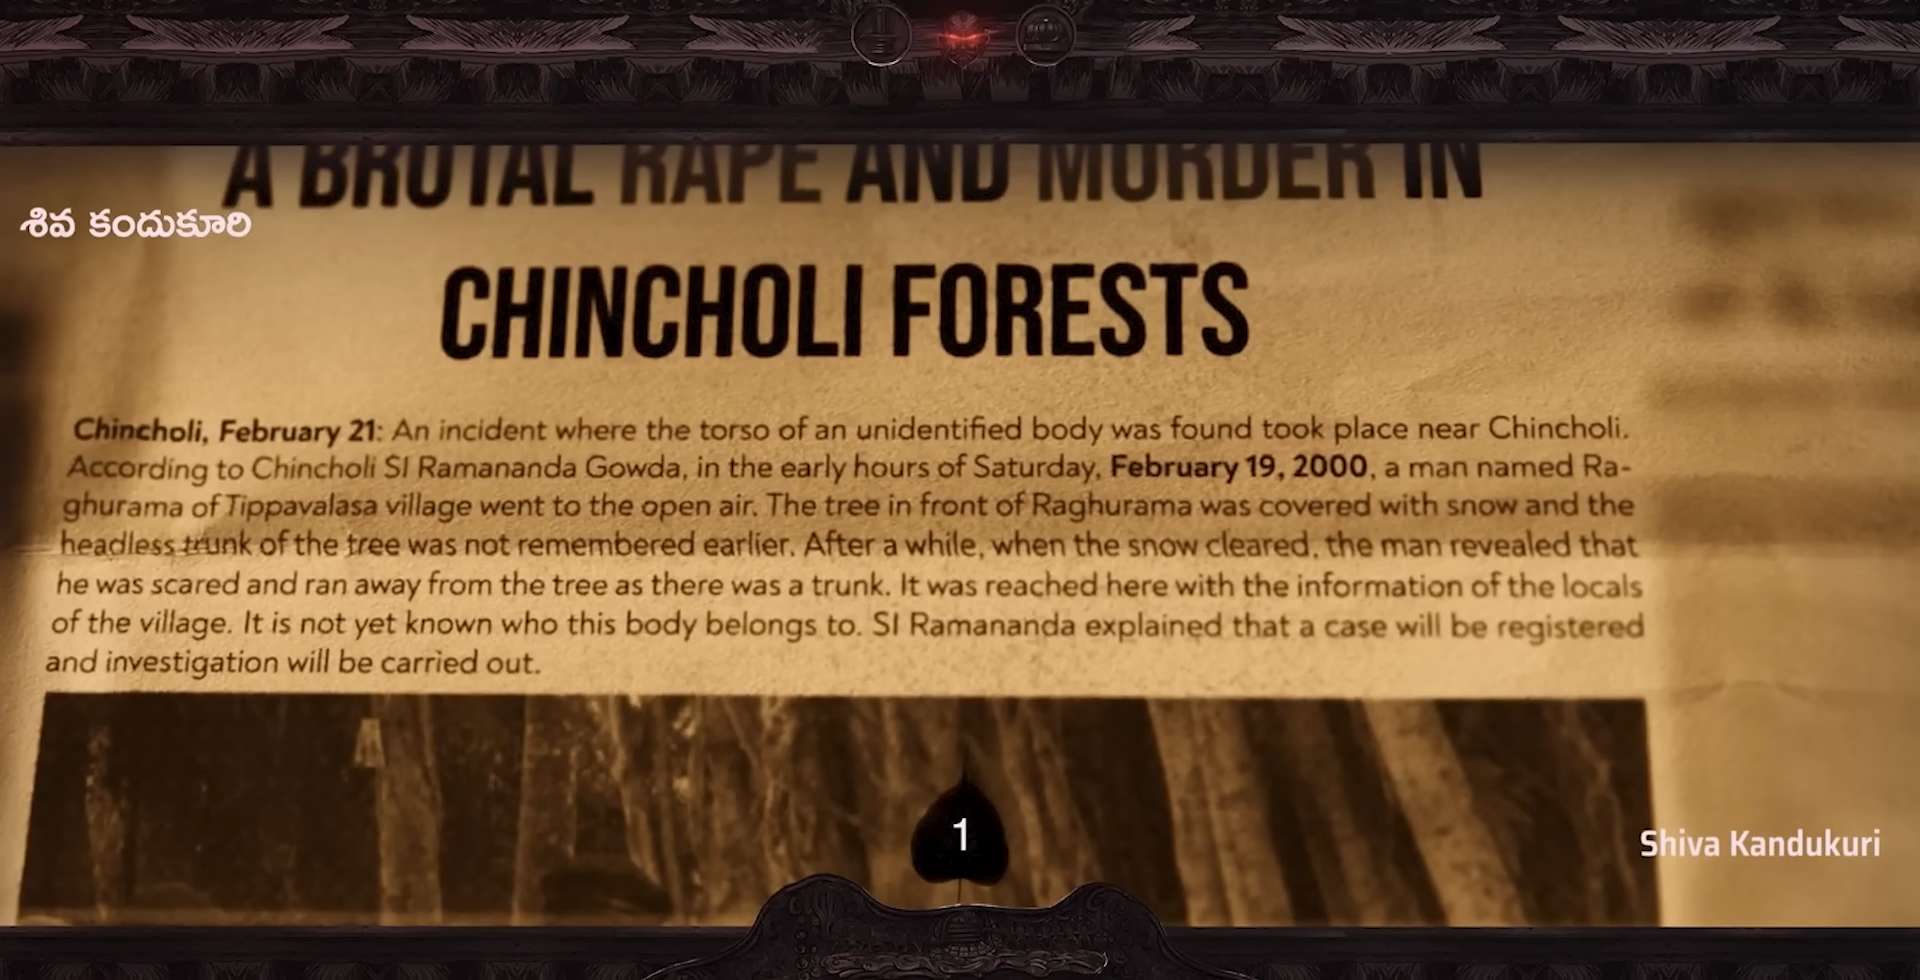 A BRUTAL RAPE AND MURDER IN
శివ కందుకూరి
CHINCHOLI FORESTS
Chincholi, February 21: An incident where the torso of an unidentified body was found took place near Chincholi.
According to Chincholi SI Ramananda Gowda, in the early hours of Saturday, February 19, 2000, a man named Ra-
ghurama of Tippavalasa village went to the open air. The tree in front of Raghurama was covered with snow and the
headless trunk of the tree was not remembered earlier. After a while, when the snow cleared, the man revealed that
he was scared and ran away from the tree as there was a trunk. It was reached here with the information of the locals
of the village. It is not yet known who this body belongs to. SI Ramananda explained that a case will be registered
and investigation will be carried out.
1
Shiva Kandukuri